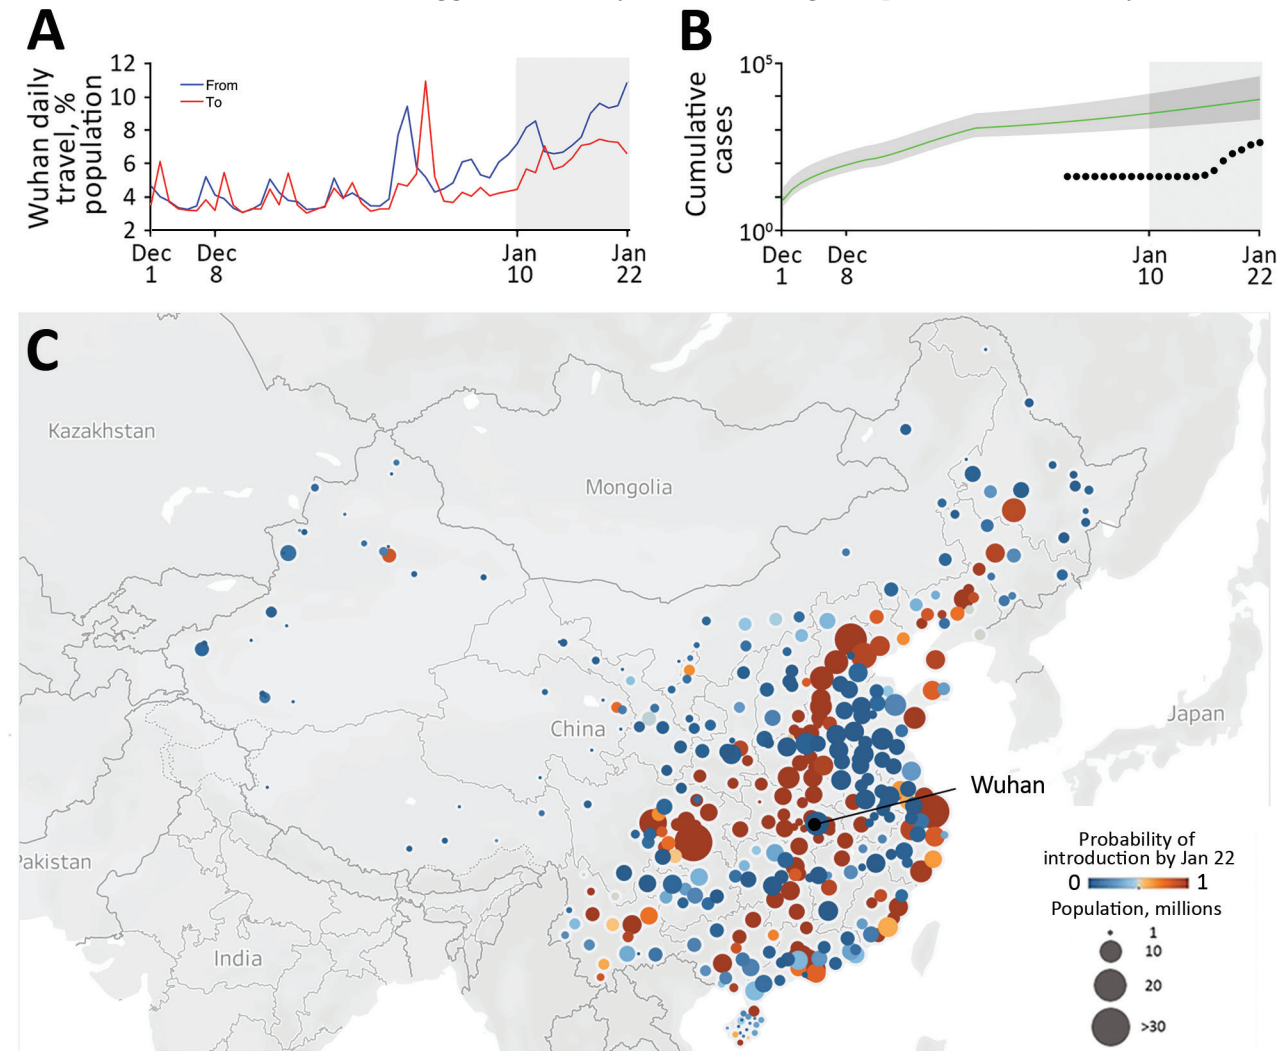 A
Wuhan daily
travel, %
population
12
10
8
6
4
2
From
To
Dec
1
Dec
8
Jan
10
Jan
22
B
Cumulative
cases
10⁵
10⁰
Dec
1
Dec
8
Jan
10
Jan
22
C
Kazakhstan
Mongolia
China
Japan
Wuhan
Pakistan
India
Probability of
introduction by Jan 22
0 1
Population, millions
1
10
20
>30